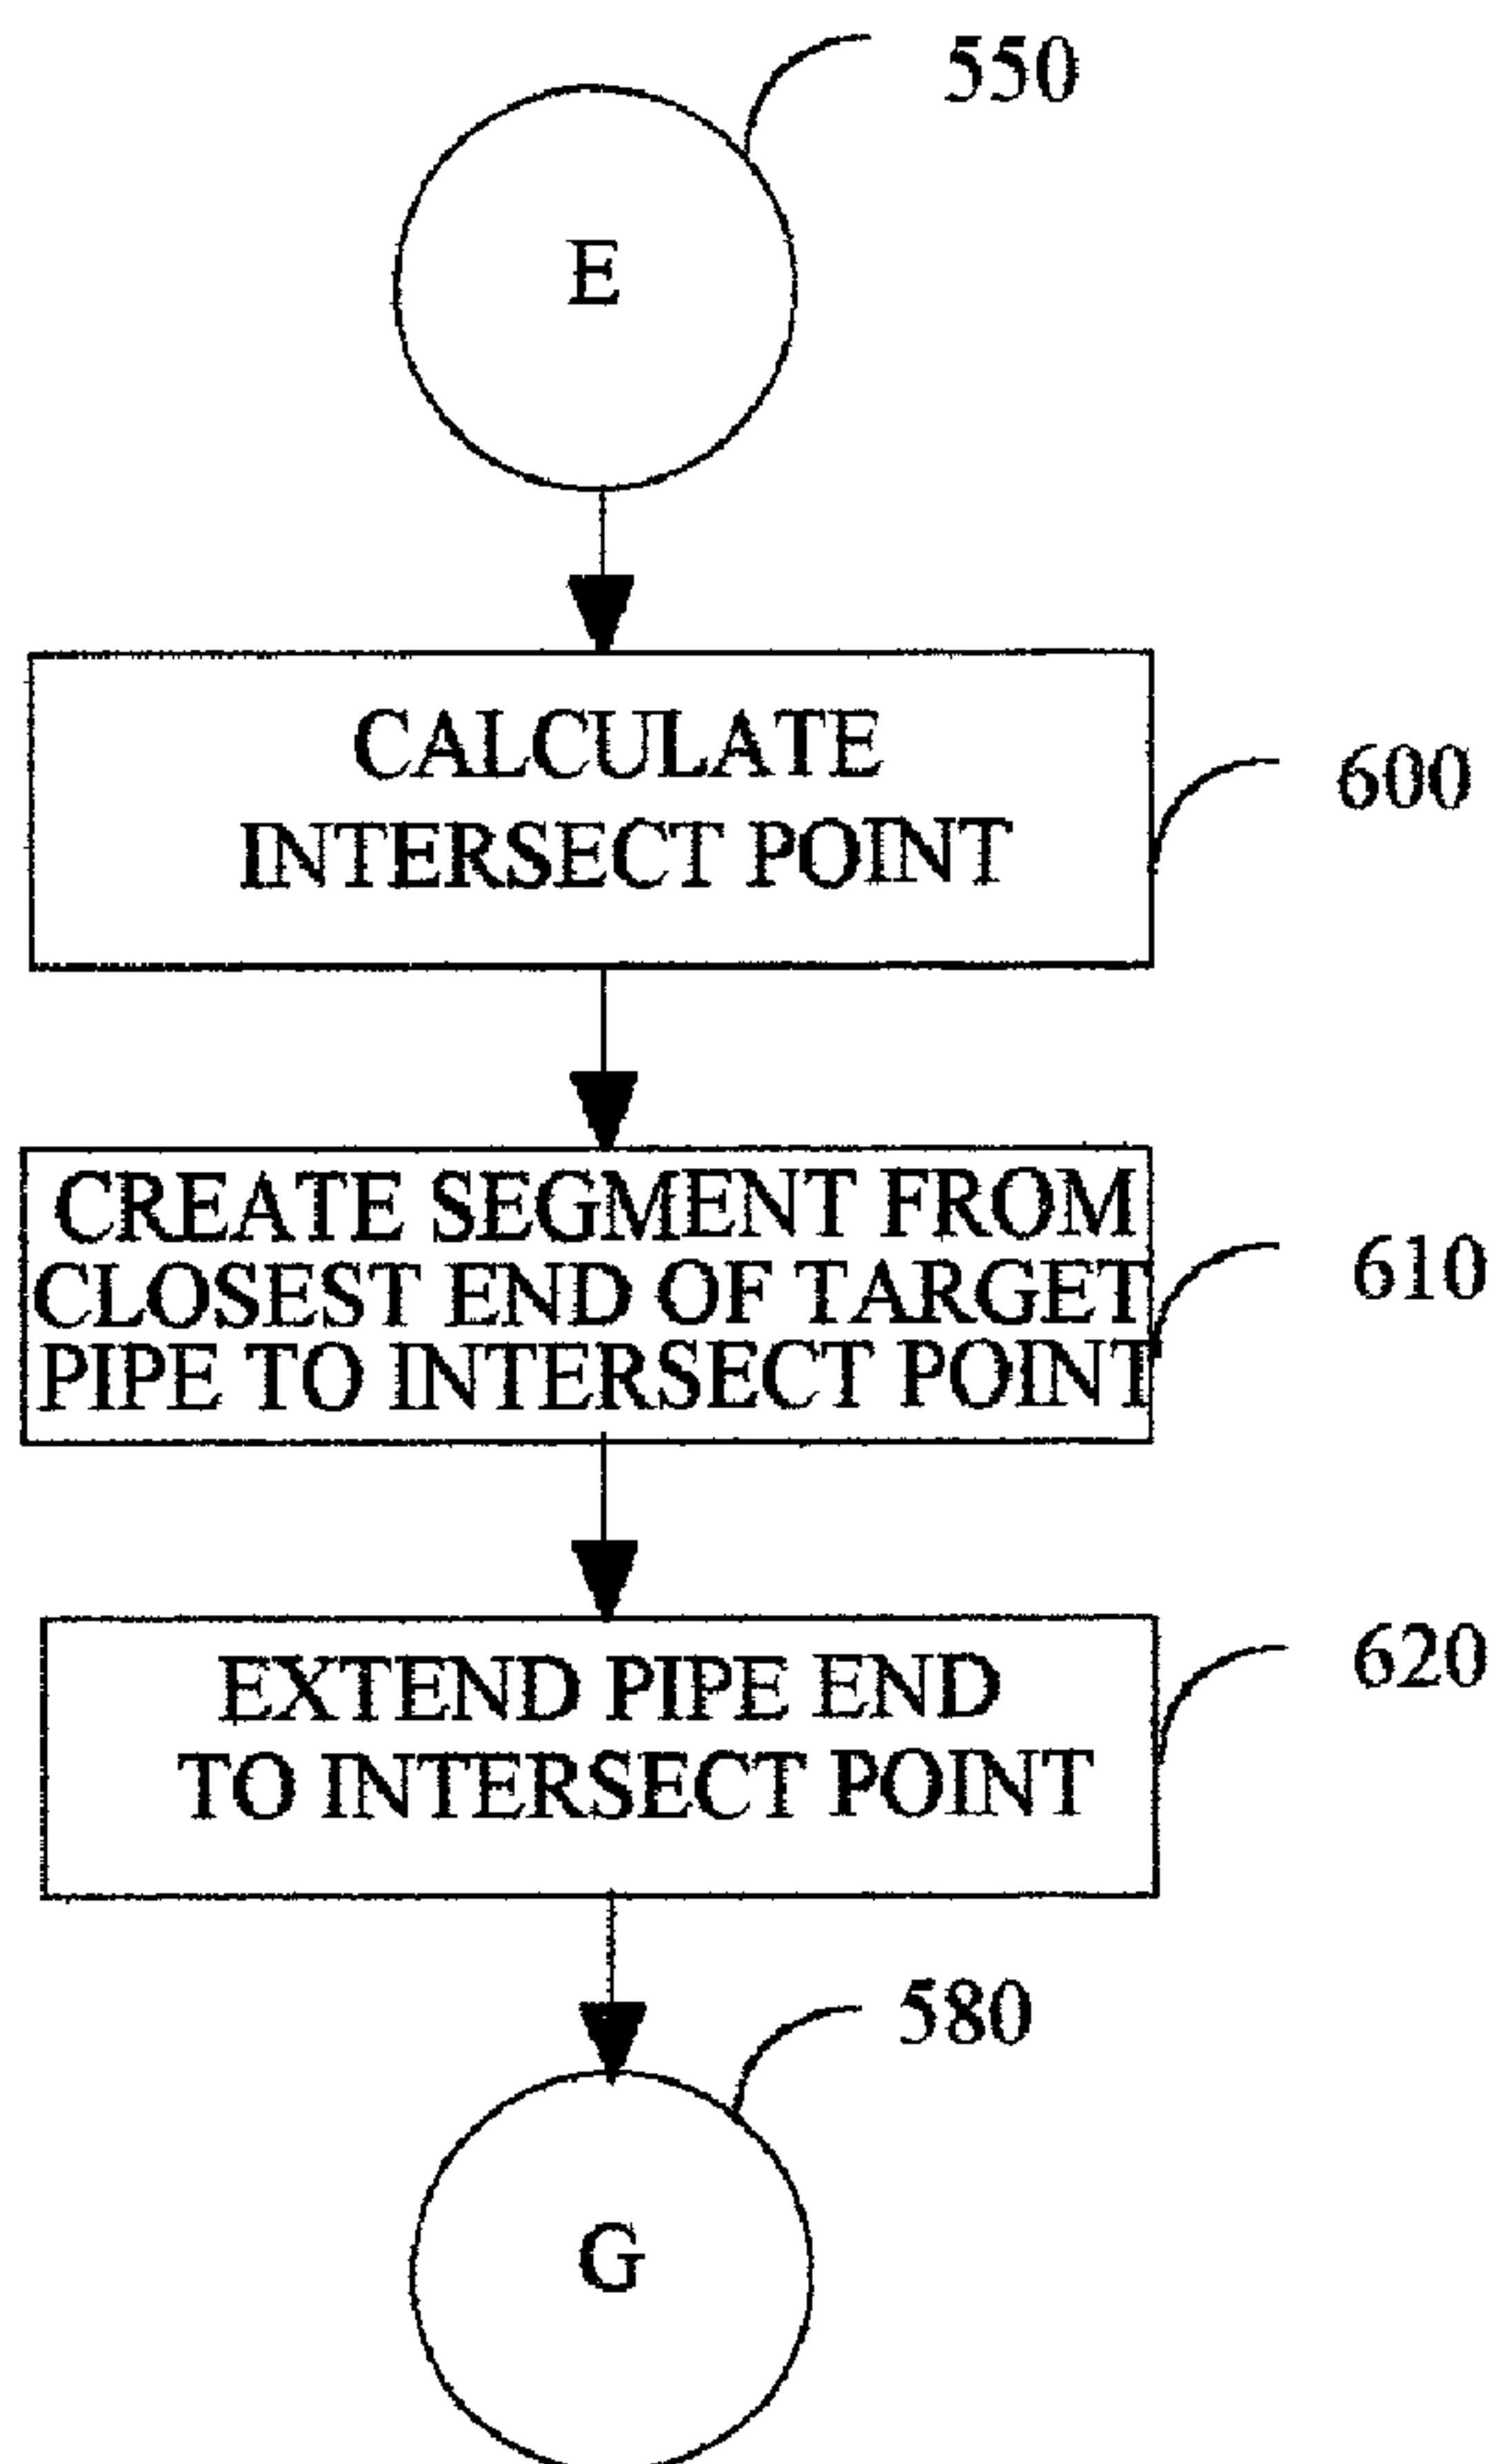 550
E
CALCULATE
INTERSECT POINT
600
CREATE SEGMENT FROM
CLOSEST END OF TARGET
PIPE TO INTERSECT POINT
610
EXTEND PIPE END
TO INTERSECT POINT
620
580
G